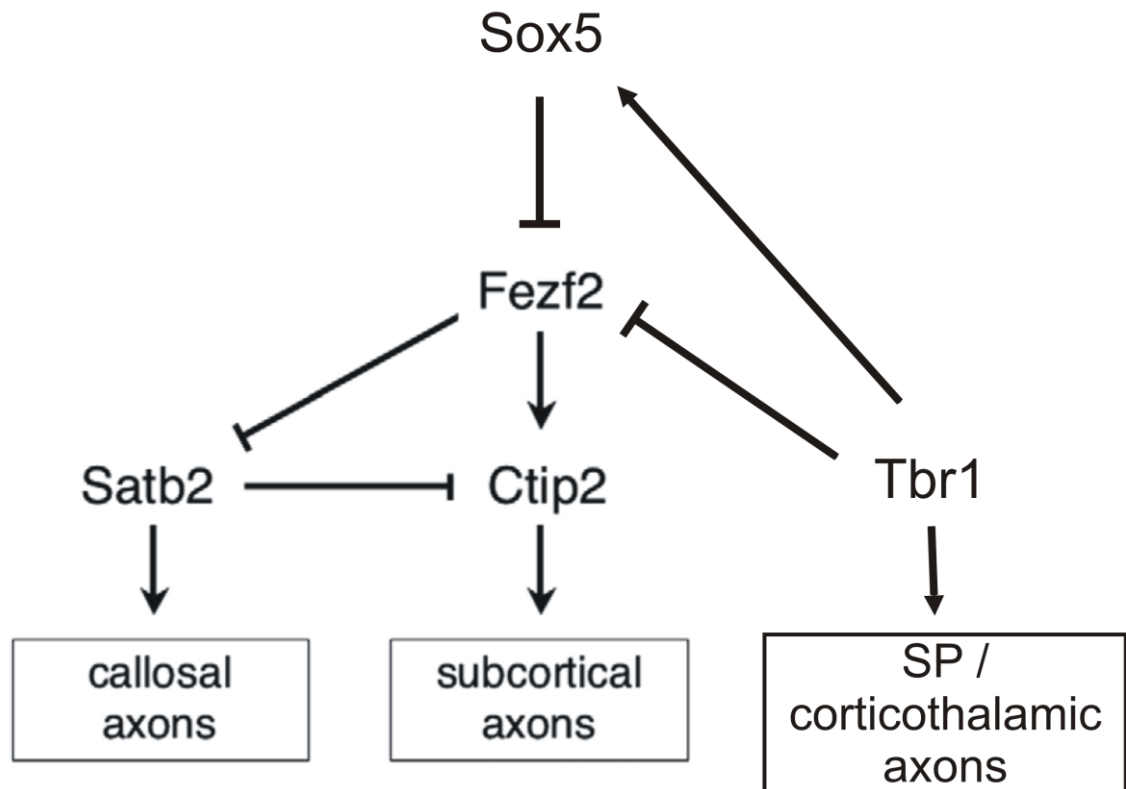 Sox5
Fezf2
Satb2
Ctip2
Tbr1
callosal
axons
subcortical
axons
SP /
corticothalamic
axons